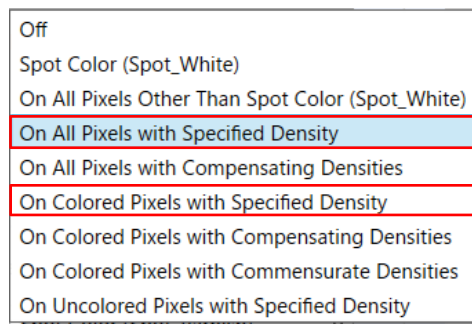 Off
Spot Color (Spot_White)
On All Pixels Other Than Spot Color (Spot_White)
On All Pixels with Specified Density
On All Pixels with Compensating Densities
On Colored Pixels with Specified Density
On Colored Pixels with Compensating Densities
On Colored Pixels with Commensurate Densities
On Uncolored Pixels with Specified Density